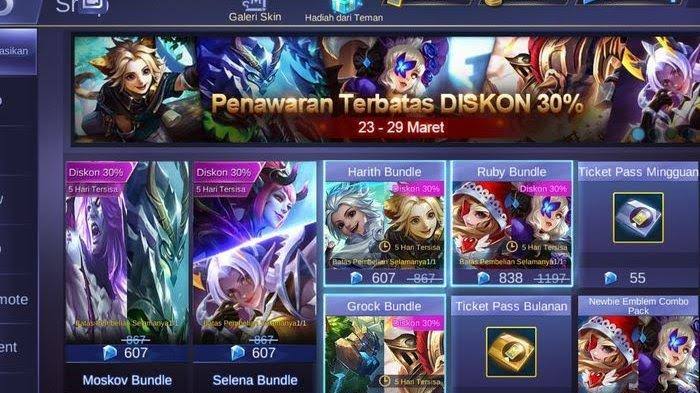 Galeri Skin
Hadiah dari Teman
Penawaran Terbatas DISKON 30%
23 - 29 Maret
Diskon 30%
5 Hari Tersisa
Batas Pembelian Selamanya1/1
867
607
Moskov Bundle
Diskon 30%
5 Hari Tersisa
Batas Pembelian Selamanya1/1
867
607
Selena Bundle
Harith Bundle
Diskon 30%
5 Hari Tersisa
Batas Pembelian Selamanya1/1
607 867
Ruby Bundle
Diskon 30%
5 Hari Tersisa
Batas Pembelian Selamanya1/1
838 1197
Ticket Pass Mingguan
55
Grock Bundle
Diskon 30%
5 Hari Tersisa
Ticket Pass Bulanan
Newbie Emblem Combo
Pack